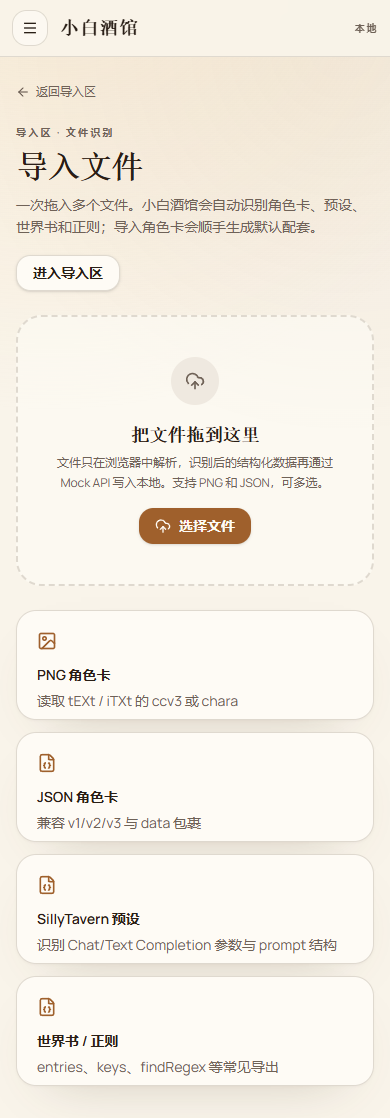 小白酒馆
本地
返回导入区
导入区 · 文件识别
导入文件
一次拖入多个文件。小白酒馆会自动识别角色卡、预设、
世界书和正则；导入角色卡会顺手生成默认配套。
进入导入区
把文件拖到这里
文件只在浏览器中解析，识别后的结构化数据再通过
Mock API 写入本地。支持 PNG 和 JSON，可多选。
选择文件
PNG 角色卡
读取 tEXt / iTXt 的 ccv3 或 chara
JSON 角色卡
兼容 v1/v2/v3 与 data 包裹
SillyTavern 预设
识别 Chat/Text Completion 参数与 prompt 结构
世界书 / 正则
entries、keys、findRegex 等常见导出